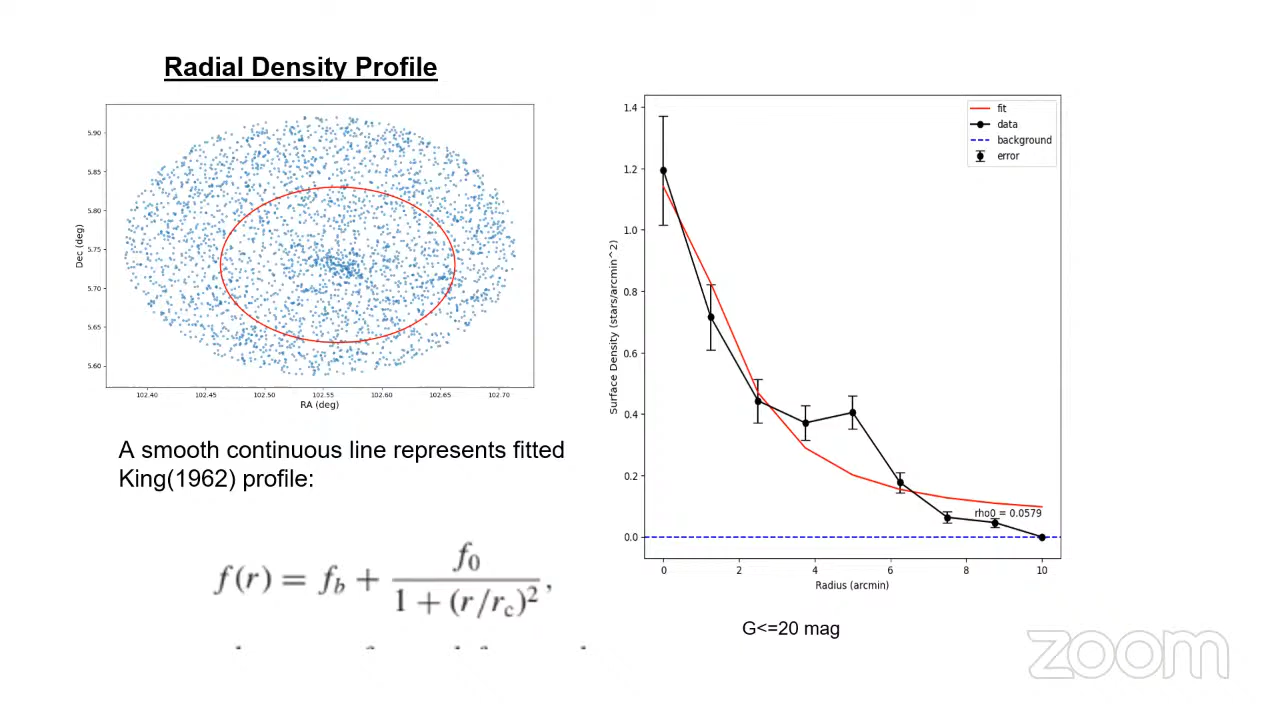 Radial Density Profile
5.90
5.85
5.80
5.75
5.70
5.65
5.60
Dec (deg)
102.40 102.45 102.50 102.55 102.60 102.65 102.70
RA (deg)
A smooth continuous line represents fitted
King(1962) profile:
f(r) = f_b + f_0 / (1 + (r/r_c)^2),
1.4
1.2
1.0
0.8
0.6
0.4
0.2
0.0
Surface Density (stars/arcmin^2)
fit
data
background
error
rho0 = 0.0579
0 2 4 6 8 10
Radius (arcmin)
G<=20 mag
zoom